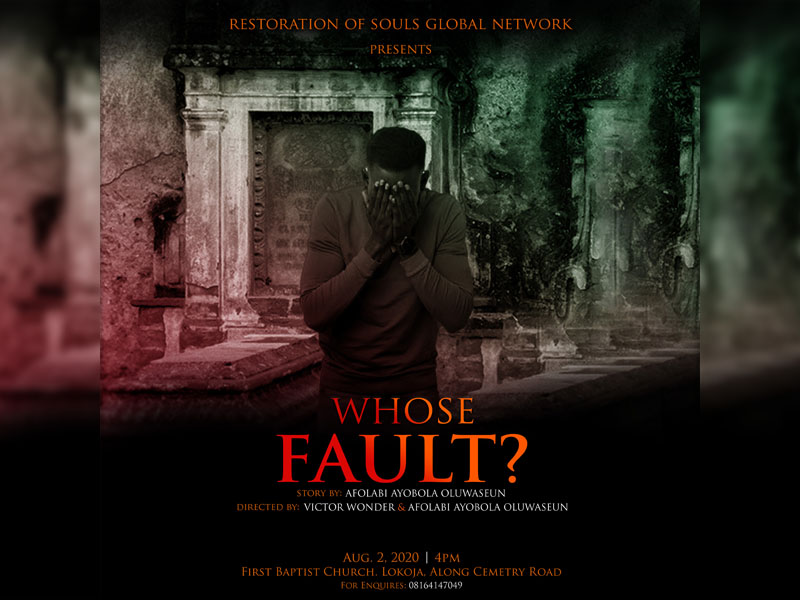 RESTORATION OF SOULS GLOBAL NETWORK
PRESENTS
WHOSE
FAULT?
STORY BY: AFOLABI AYOBOLA OLUWASEUN
DIRECTED BY: VICTOR WONDER & AFOLABI AYOBOLA OLUWASEUN
AUG. 2, 2020 | 4PM
FIRST BAPTIST CHURCH, LOKOJA, ALONG CEMETRY ROAD
FOR ENQUIRES: 08164147049